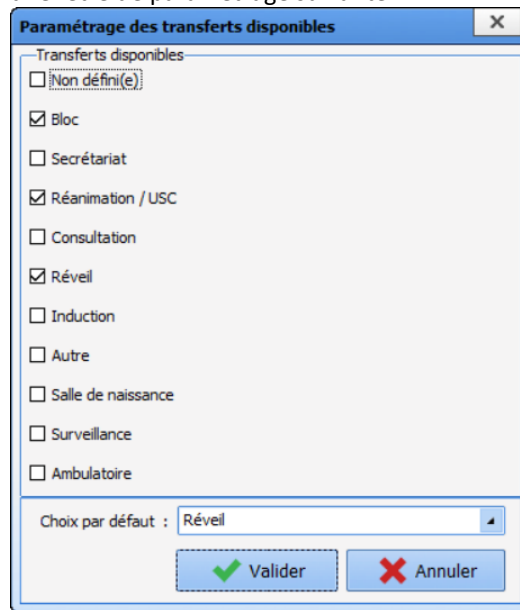 Paramétrage des transferts disponibles
Transferts disponibles
Non défini(e)
Bloc
Secrétariat
Réanimation / USC
Consultation
Réveil
Induction
Autre
Salle de naissance
Surveillance
Ambulatoire
Choix par défaut : Réveil
Valider Annuler